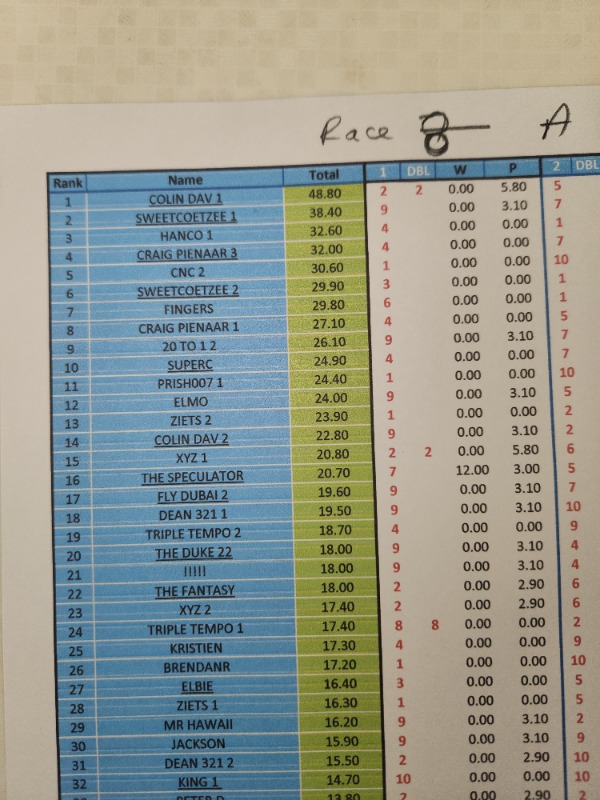 Race 8 A
Rank Name Total 1 DBL W P 2 DBL
1 COLIN DAV 1 48.80 2 2 0.00 5.80 5
2 SWEETCOETZEE 1 38.40 9 0.00 3.10 7
3 HANCO 1 32.60 4 0.00 0.00 1
4 CRAIG PIENAAR 3 32.00 4 0.00 0.00 7
5 CNC 2 30.60 1 0.00 0.00 10
6 SWEETCOETZEE 2 29.90 3 0.00 0.00 1
7 FINGERS 29.80 6 0.00 0.00 1
8 CRAIG PIENAAR 1 27.10 4 0.00 0.00 5
9 20 TO 1 2 26.10 9 0.00 3.10 7
10 SUPERC 24.90 4 0.00 0.00 7
11 PRISH007 1 24.40 1 0.00 0.00 10
12 ELMO 24.00 9 0.00 3.10 5
13 ZIETS 2 23.90 1 0.00 0.00 2
14 COLIN DAV 2 22.80 9 0.00 3.10 2
15 XYZ 1 20.80 2 2 0.00 5.80 6
16 THE SPECULATOR 20.70 7 12.00 3.00 5
17 FLY DUBAI 2 19.60 9 0.00 3.10 7
18 DEAN 321 1 19.50 9 0.00 3.10 10
19 TRIPLE TEMPO 2 18.70 4 0.00 0.00 9
20 THE DUKE 22 18.00 9 0.00 3.10 4
21 !!!!! 18.00 9 0.00 3.10 4
22 THE FANTASY 18.00 2 0.00 2.90 6
23 XYZ 2 17.40 2 0.00 2.90 6
24 TRIPLE TEMPO 1 17.40 8 8 0.00 0.00 2
25 KRISTIEN 17.30 4 0.00 0.00 9
26 BRENDANR 17.20 1 0.00 0.00 10
27 ELBIE 16.40 3 0.00 0.00 5
28 ZIETS 1 16.30 1 0.00 0.00 5
29 MR HAWAII 16.20 9 0.00 3.10 2
30 JACKSON 15.90 9 0.00 3.10 9
31 DEAN 321 2 15.50 2 0.00 2.90 10
32 KING 1 14.70 10 0.00 0.00 10
PETER D 13.80 2 0.00 2.90 2